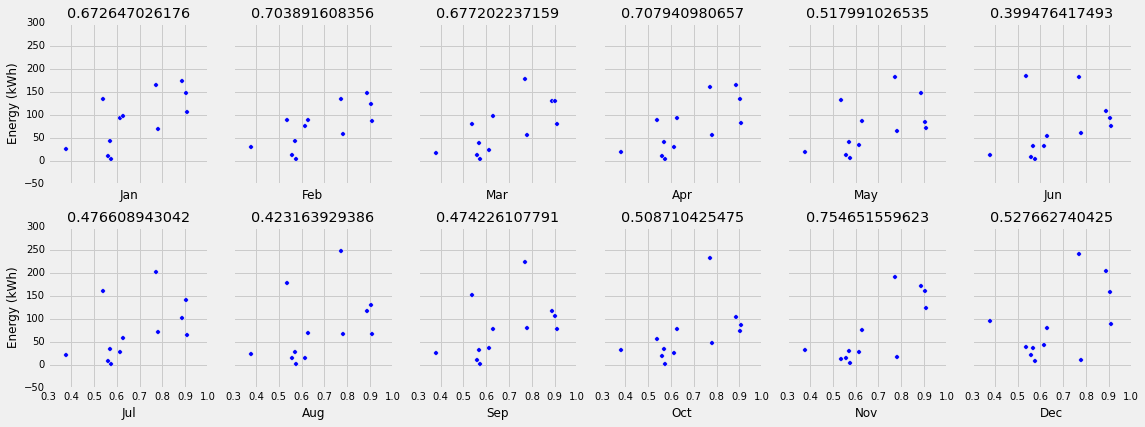 0.672647026176 0.703891608356 0.677202237159 0.707940980657 0.517991026535 0.399476417493
300
250
200
150
100
50
0
−50
Energy (kWh)
Jan Feb Mar Apr May Jun
0.476608943042 0.423163929386 0.474226107791 0.508710425475 0.754651559623 0.527662740425
300
250
200
150
100
50
0
−50
Energy (kWh)
0.3 0.4 0.5 0.6 0.7 0.8 0.9 1.0 0.3 0.4 0.5 0.6 0.7 0.8 0.9 1.0 0.3 0.4 0.5 0.6 0.7 0.8 0.9 1.0 0.3 0.4 0.5 0.6 0.7 0.8 0.9 1.0 0.3 0.4 0.5 0.6 0.7 0.8 0.9 1.0 0.3 0.4 0.5 0.6 0.7 0.8 0.9 1.0
Jul Aug Sep Oct Nov Dec